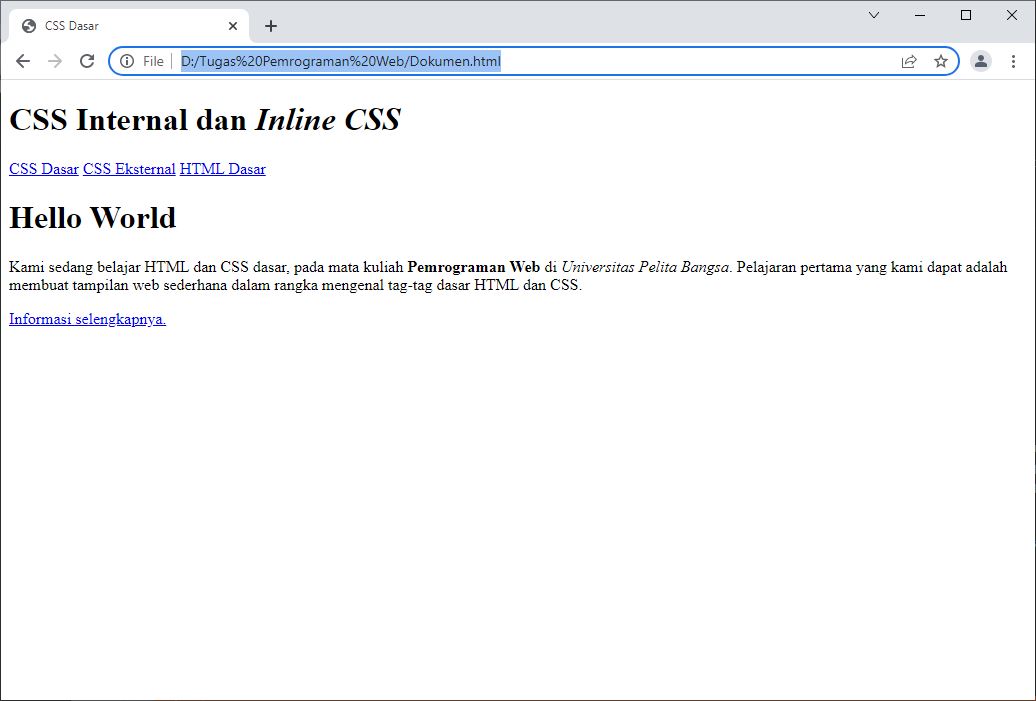 CSS Dasar
File
D:/Tugas%20Pemrograman%20Web/Dokumen.html
CSS Internal dan Inline CSS
CSS Dasar CSS Eksternal HTML Dasar
Hello World
Kami sedang belajar HTML dan CSS dasar, pada mata kuliah Pemrograman Web di Universitas Pelita Bangsa. Pelajaran pertama yang kami dapat adalah
membuat tampilan web sederhana dalam rangka mengenal tag-tag dasar HTML dan CSS.
Informasi selengkapnya.